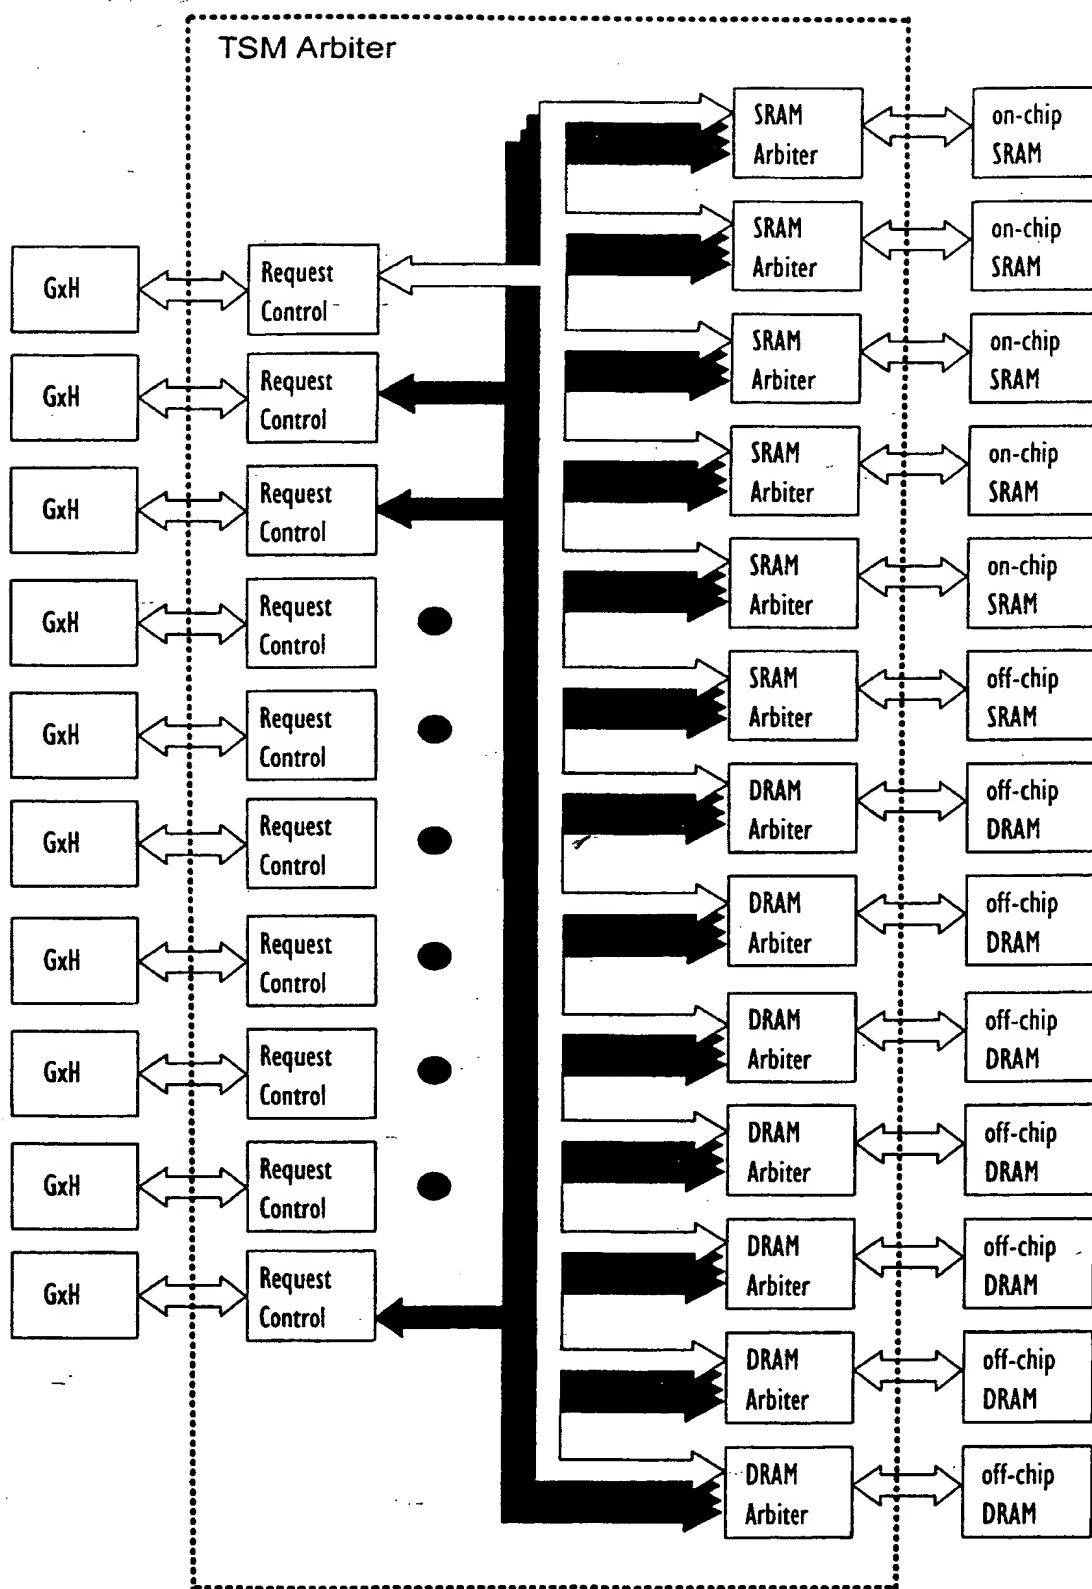 TSM Arbiter
SRAM
Arbiter
on-chip
SRAM
SRAM
Arbiter
on-chip
SRAM
GxH
Request
Control
SRAM
Arbiter
on-chip
SRAM
GxH
Request
Control
SRAM
Arbiter
on-chip
SRAM
GxH
Request
Control
SRAM
Arbiter
on-chip
SRAM
GxH
Request
Control
SRAM
Arbiter
off-chip
SRAM
GxH
Request
Control
DRAM
Arbiter
off-chip
DRAM
GxH
Request
Control
DRAM
Arbiter
off-chip
DRAM
GxH
Request
Control
DRAM
Arbiter
off-chip
DRAM
GxH
Request
Control
DRAM
Arbiter
off-chip
DRAM
GxH
Request
Control
DRAM
Arbiter
off-chip
DRAM
GxH
Request
Control
DRAM
Arbiter
off-chip
DRAM
DRAM
Arbiter
off-chip
DRAM